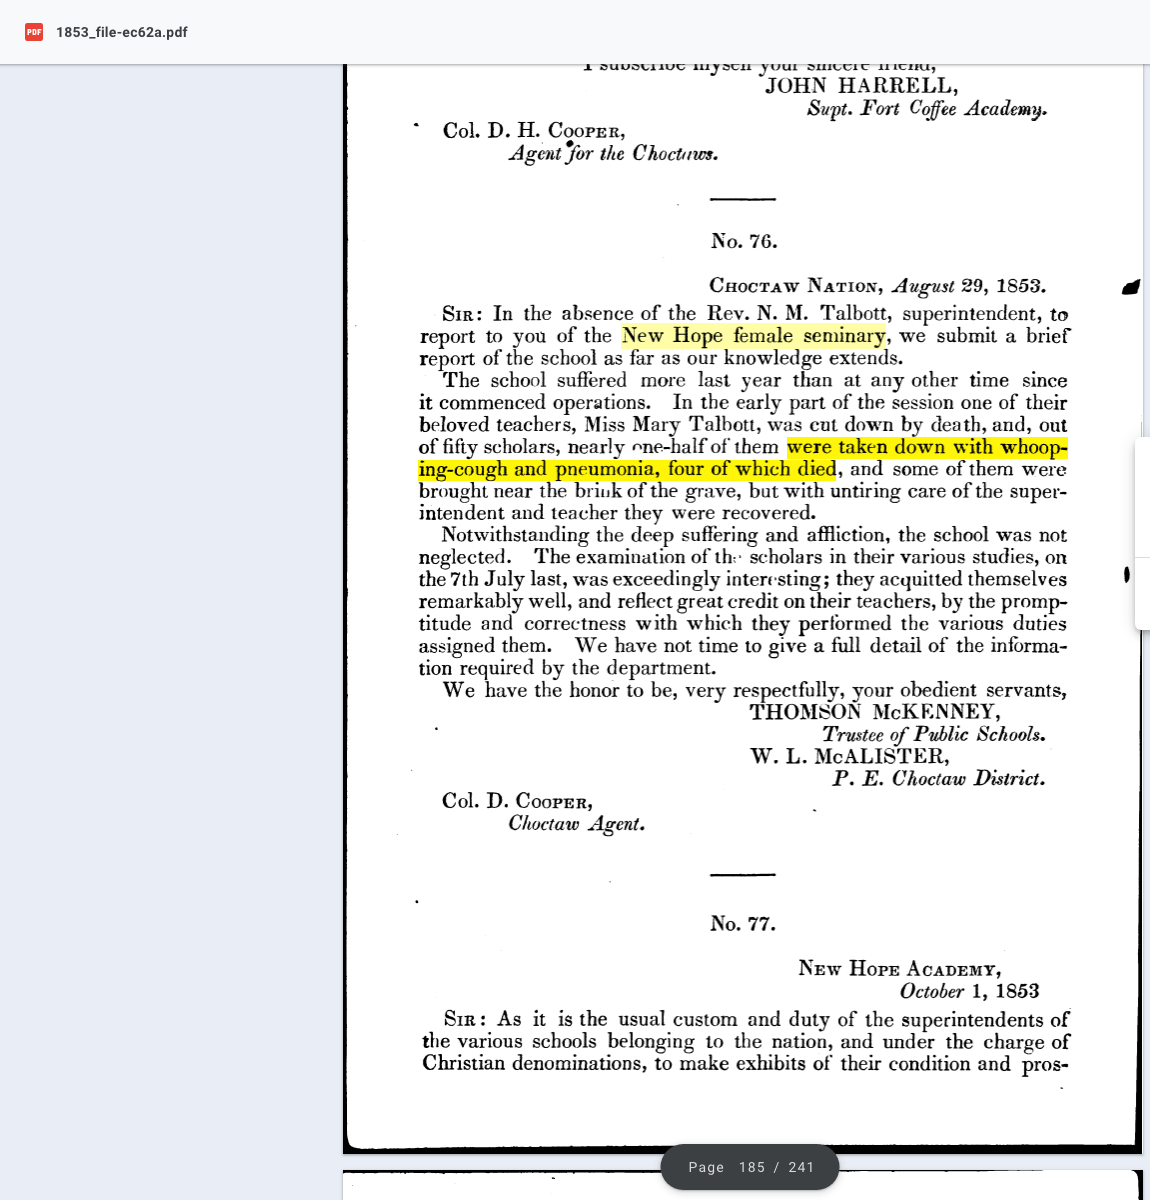 PDF 1853_file-ec62a.pdf
I subscribe myself your sincere friend,
JOHN HARRELL,
Supt. Fort Coffee Academy.
Col. D. H. COOPER,
Agent for the Choctaws.
No. 76.
CHOCTAW NATION, August 29, 1853.
SIR: In the absence of the Rev. N. M. Talbott, superintendent, to
report to you of the New Hope female seminary, we submit a brief
report of the school as far as our knowledge extends.
The school suffered more last year than at any other time since
it commenced operations. In the early part of the session one of their
beloved teachers, Miss Mary Talbott, was cut down by death, and, out
of fifty scholars, nearly one-half of them were taken down with whoop-
ing-cough and pneumonia, four of which died, and some of them were
brought near the brink of the grave, but with untiring care of the super-
intendent and teacher they were recovered.
Notwithstanding the deep suffering and affliction, the school was not
neglected. The examination of the scholars in their various studies, on
the 7th July last, was exceedingly interesting; they acquitted themselves
remarkably well, and reflect great credit on their teachers, by the promp-
titude and correctness with which they performed the various duties
assigned them. We have not time to give a full detail of the informa-
tion required by the department.
We have the honor to be, very respectfully, your obedient servants,
THOMSON McKENNEY,
Trustee of Public Schools.
W. L. McALISTER,
P. E. Choctaw District.
Col. D. COOPER,
Choctaw Agent.
No. 77.
NEW HOPE ACADEMY,
October 1, 1853
SIR: As it is the usual custom and duty of the superintendents of
the various schools belonging to the nation, and under the charge of
Christian denominations, to make exhibits of their condition and pros-
Page 185 / 241